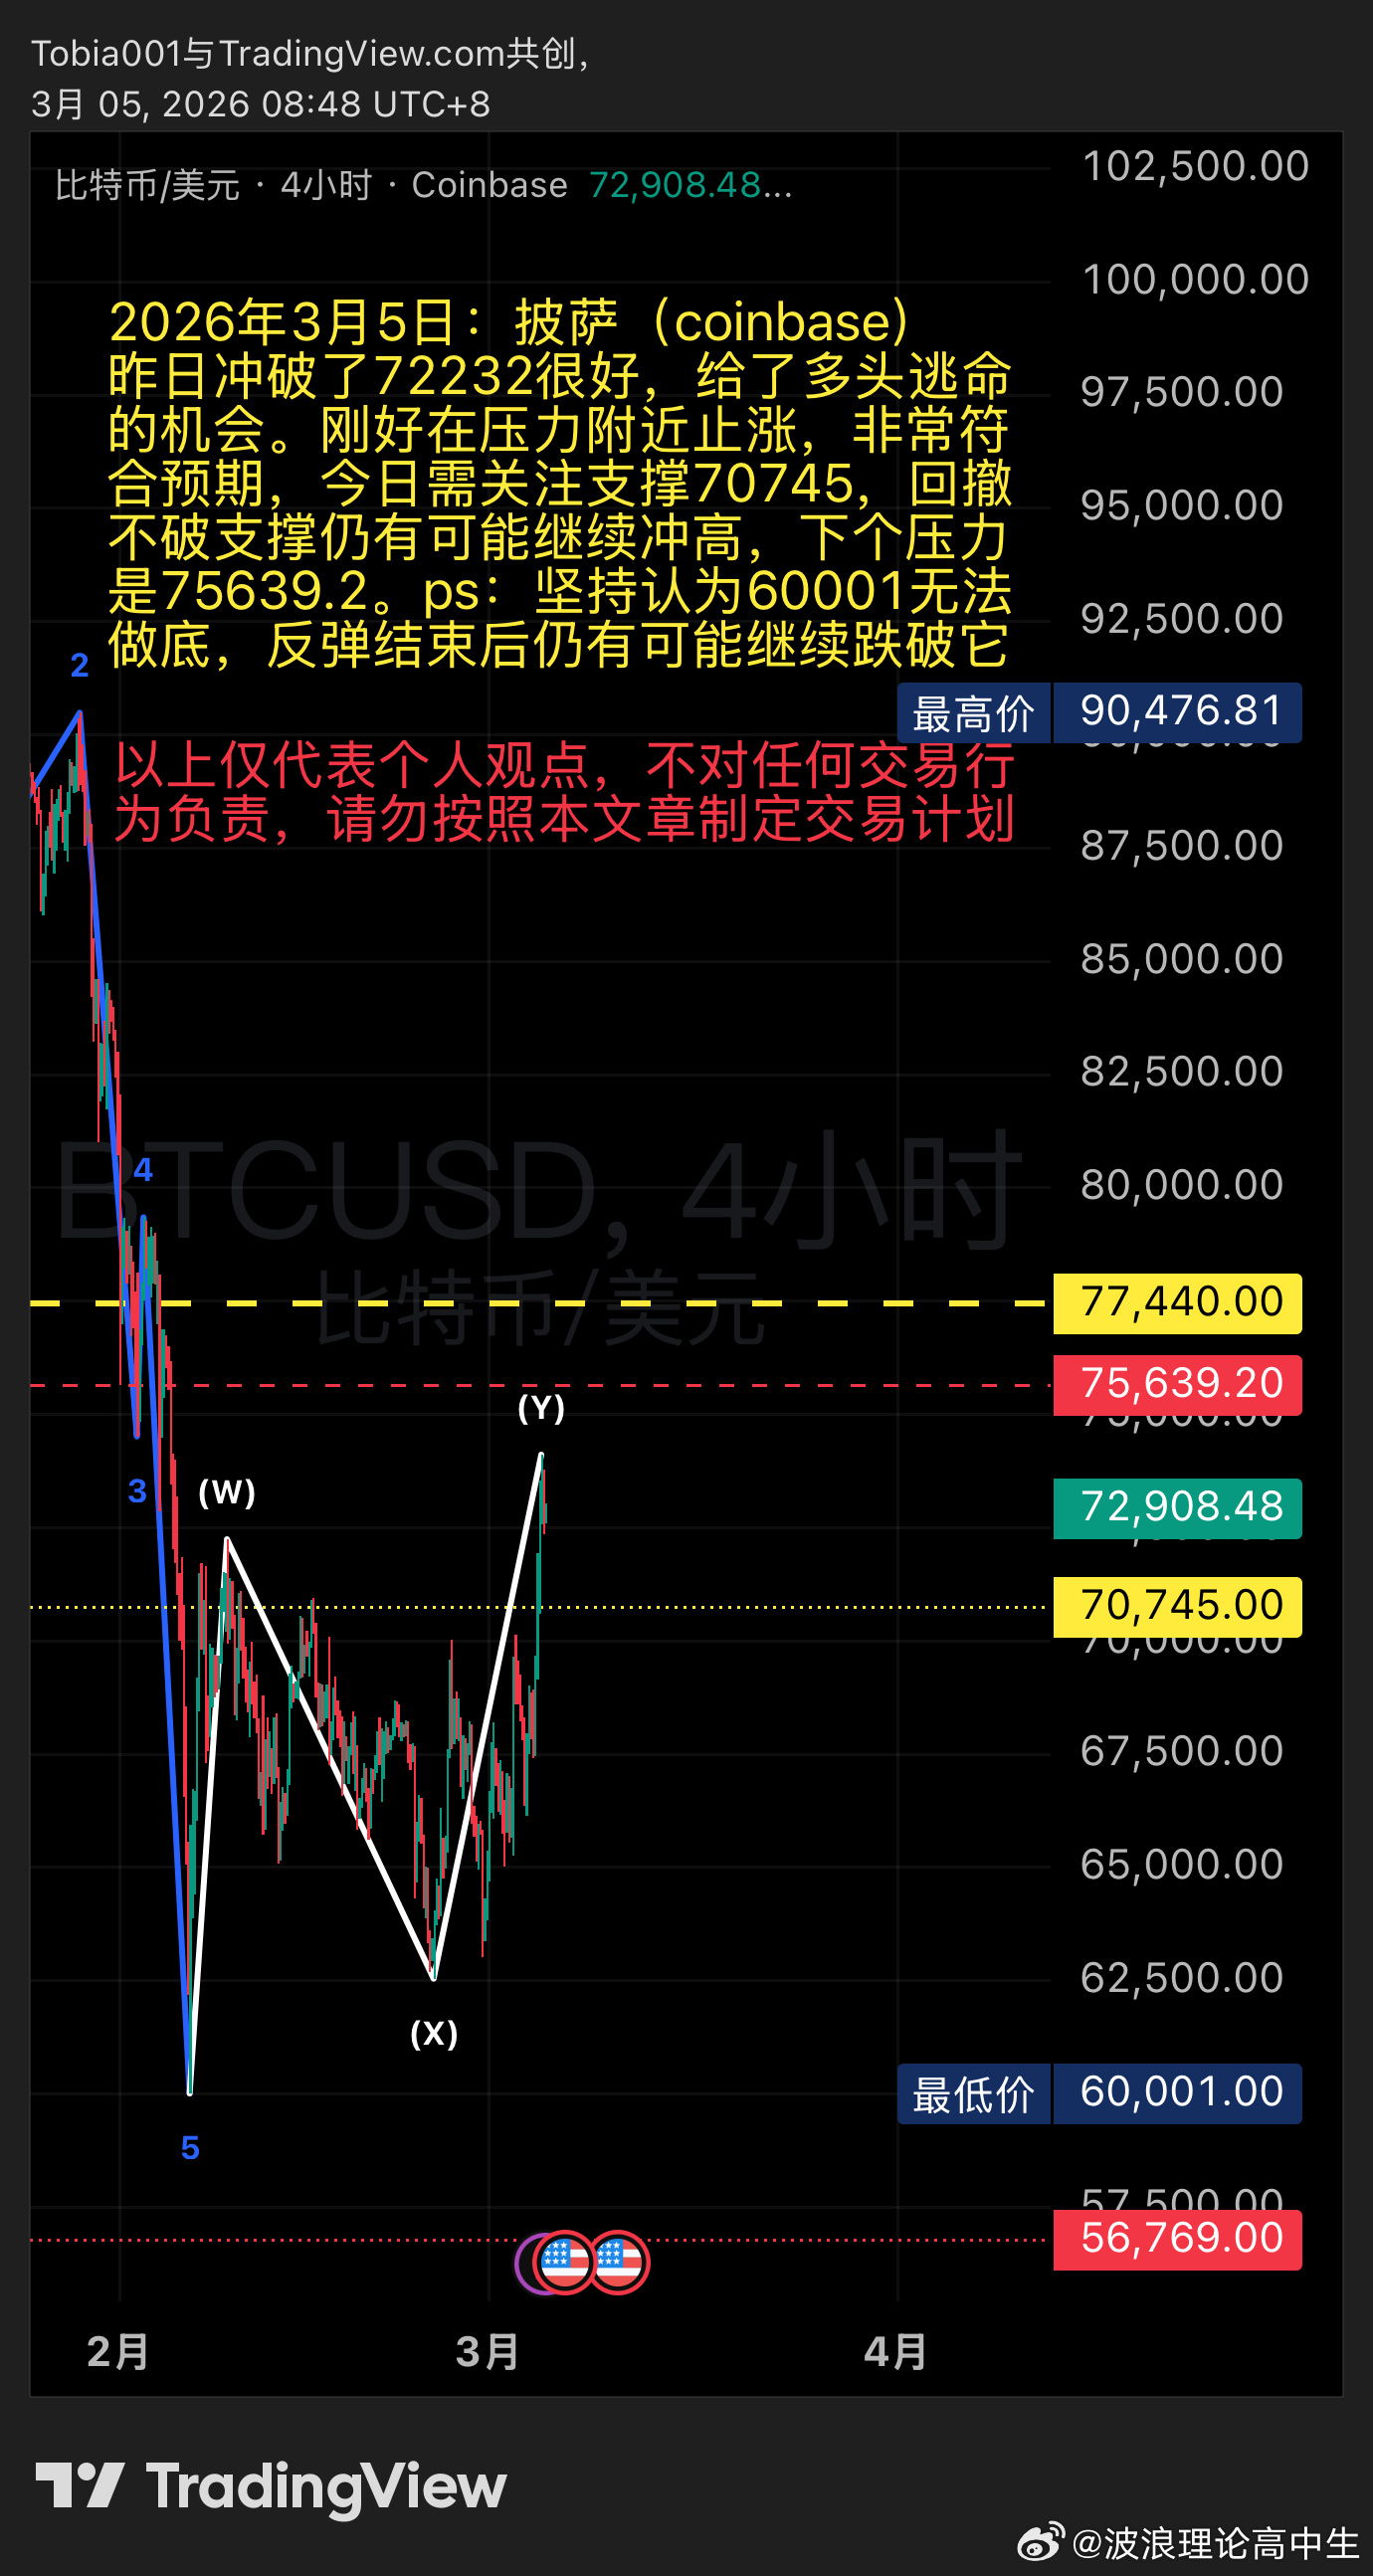 Tobia001与TradingView.com共创，
3月 05, 2026 08:48 UTC+8
比特币/美元 · 4小时 · Coinbase 72,908.48...
102,500.00
100,000.00
2026年3月5日：披萨（coinbase）
昨日冲破了72232很好，给了多头逃命
的机会。刚好在压力附近止涨，非常符
合预期，今日需关注支撑70745，回撤
不破支撑仍有可能继续冲高，下个压力
是75639.2。ps：坚持认为60001无法
做底，反弹结束后仍有可能继续跌破它
97,500.00
95,000.00
92,500.00
2
最高价 90,476.81
以上仅代表个人观点，不对任何交易行
为负责，请勿按照本文章制定交易计划
87,500.00
85,000.00
82,500.00
BTCUSD, 4小时
比特币/美元
4
80,000.00
77,440.00
75,639.20
75,000.00
(Y)
3
(W)
72,908.48
70,745.00
70,000.00
67,500.00
65,000.00
62,500.00
(X)
最低价 60,001.00
5
57,500.00
56,769.00
2月
3月
4月
TradingView
@波浪理论高中生